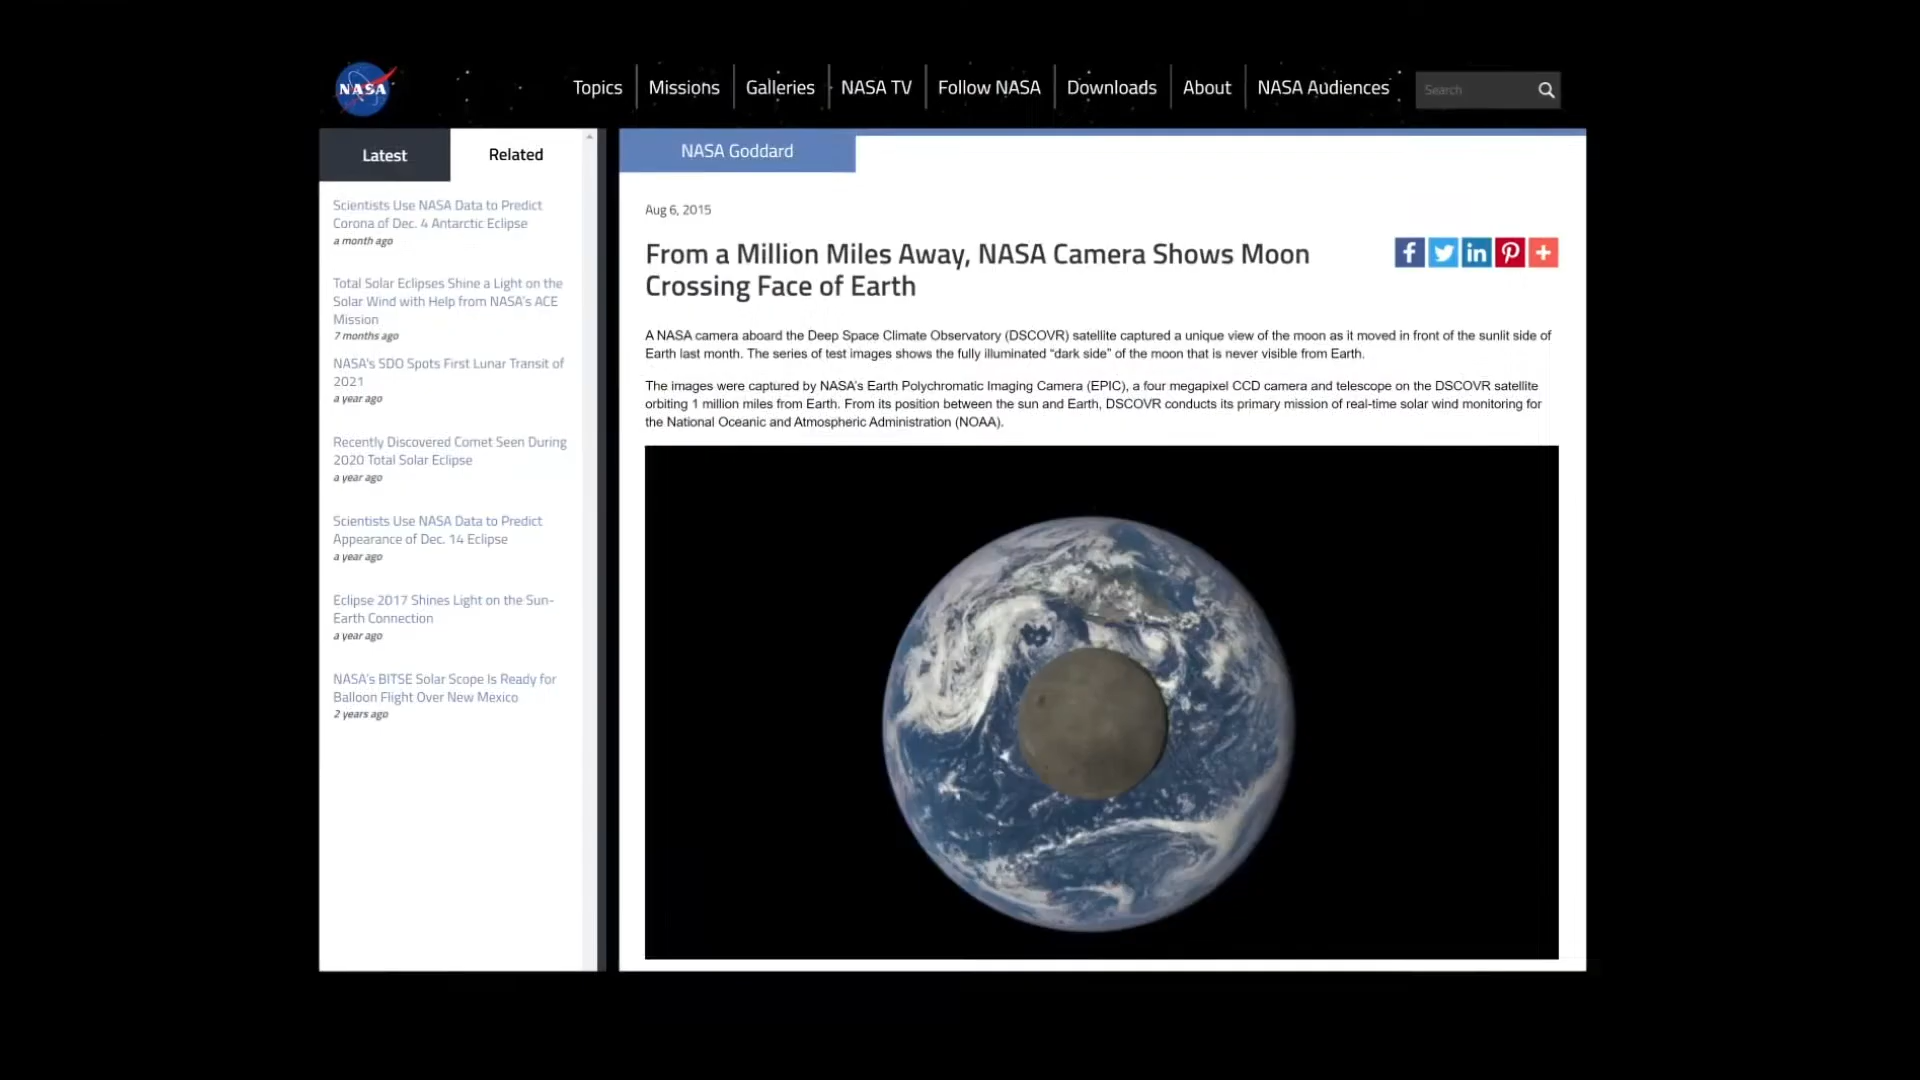 NASA
Topics
Missions
Galleries
NASA TV
Follow NASA
Downloads
About
NASA Audiences
Search
Latest
Related
Scientists Use NASA Data to Predict
Corona of Dec. 4 Antarctic Eclipse
a month ago
Total Solar Eclipses Shine a Light on the
Solar Wind with Help from NASA's ACE
Mission
7 months ago
NASA's SDO Spots First Lunar Transit of
2021
a year ago
Recently Discovered Comet Seen During
2020 Total Solar Eclipse
a year ago
Scientists Use NASA Data to Predict
Appearance of Dec. 14 Eclipse
a year ago
Eclipse 2017 Shines Light on the Sun-
Earth Connection
a year ago
NASA's BITSE Solar Scope Is Ready for
Balloon Flight Over New Mexico
2 years ago
NASA Goddard
Aug 6, 2015
From a Million Miles Away, NASA Camera Shows Moon
Crossing Face of Earth
A NASA camera aboard the Deep Space Climate Observatory (DSCOVR) satellite captured a unique view of the moon as it moved in front of the sunlit side of
Earth last month. The series of test images shows the fully illuminated “dark side” of the moon that is never visible from Earth.
The images were captured by NASA's Earth Polychromatic Imaging Camera (EPIC), a four megapixel CCD camera and telescope on the DSCOVR satellite
orbiting 1 million miles from Earth. From its position between the sun and Earth, DSCOVR conducts its primary mission of real-time solar wind monitoring for
the National Oceanic and Atmospheric Administration (NOAA).